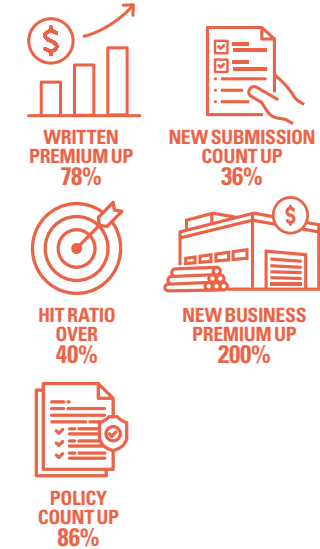 $
WRITTEN
PREMIUM UP
78%
NEW SUBMISSION
COUNT UP
36%
HIT RATIO
OVER
40%
$
NEW BUSINESS
PREMIUM UP
200%
POLICY
COUNT UP
86%